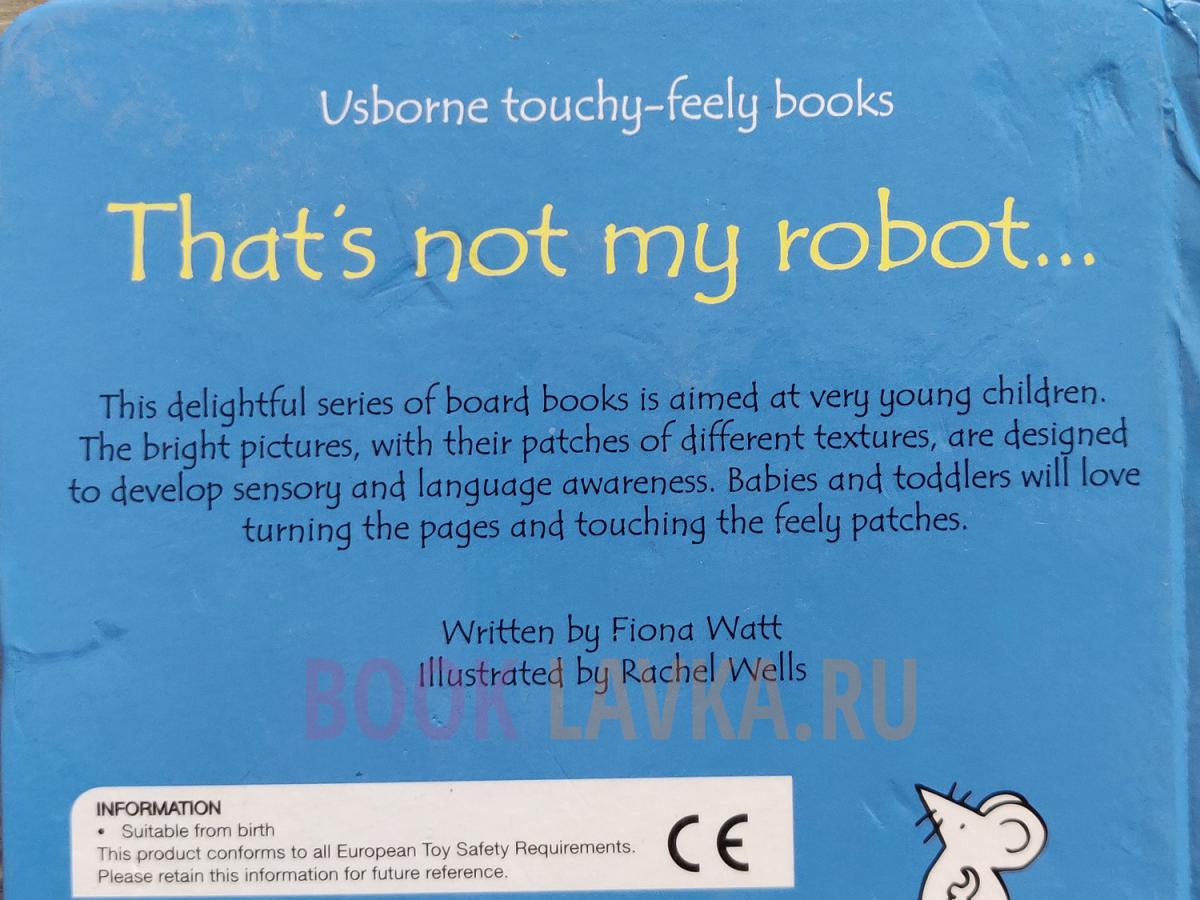 Usborne touchy-feely books
That's not my robot...
This delightful series of board books is aimed at very young children.
The bright pictures, with their patches of different textures, are designed
to develop sensory and language awareness. Babies and toddlers will love
turning the pages and touching the feely patches.
Written by Fiona Watt
Illustrated by Rachel Wells
BOOK LAVKA.RU
INFORMATION
• Suitable from birth
This product conforms to all European Toy Safety Requirements.
Please retain this information for future reference.
CE